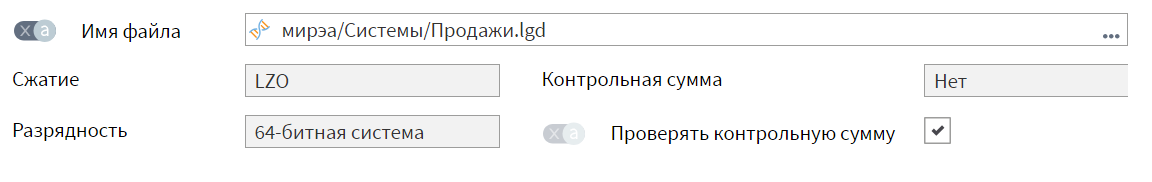 x a Имя файла мирэа/Системы/Продажи.lgd ...
Сжатие LZO Контрольная сумма Нет
Разрядность 64-битная система x a Проверять контрольную сумму